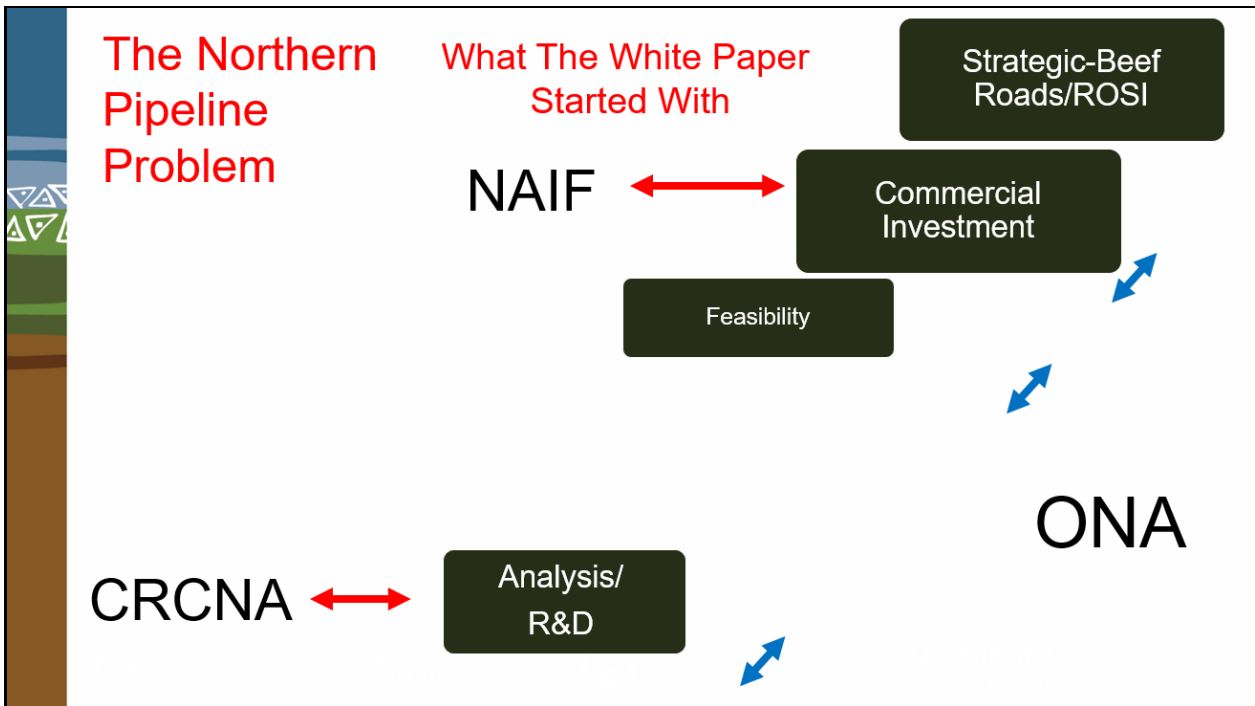 The Northern
Pipeline
Problem
What The White Paper
Started With
Strategic-Beef
Roads/ROSI
NAIF
Commercial
Investment
Feasibility
ONA
CRCNA
Analysis/
R&D